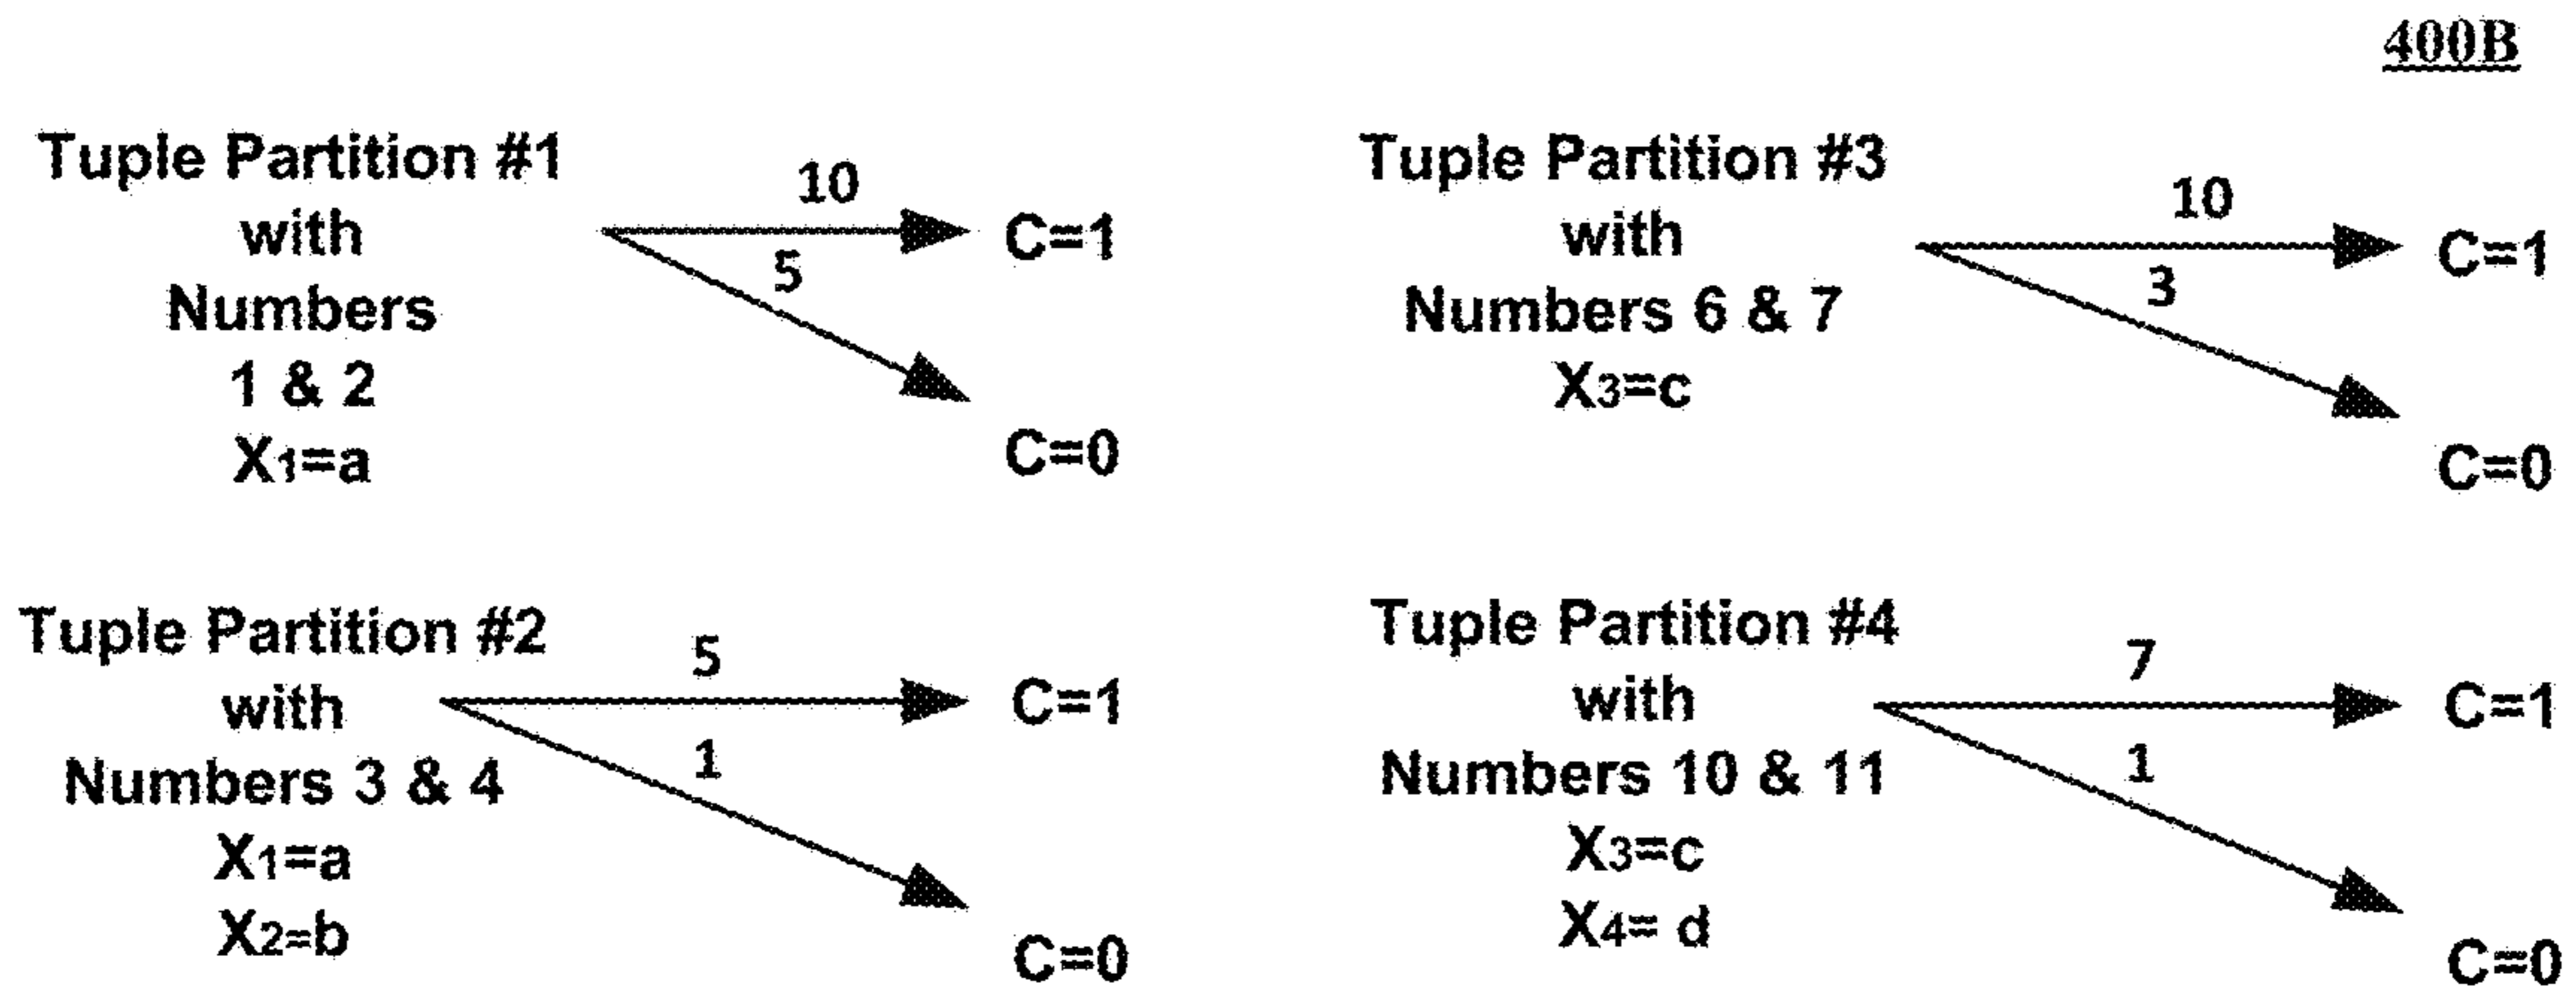 400B
Tuple Partition #1
with
Numbers
1 & 2
X1=a
10
5
C=1
C=0
Tuple Partition #3
with
Numbers 6 & 7
X3=c
10
3
C=1
C=0
Tuple Partition #2
with
Numbers 3 & 4
X1=a
X2=b
5
1
C=1
C=0
Tuple Partition #4
with
Numbers 10 & 11
X3=c
X4= d
7
1
C=1
C=0